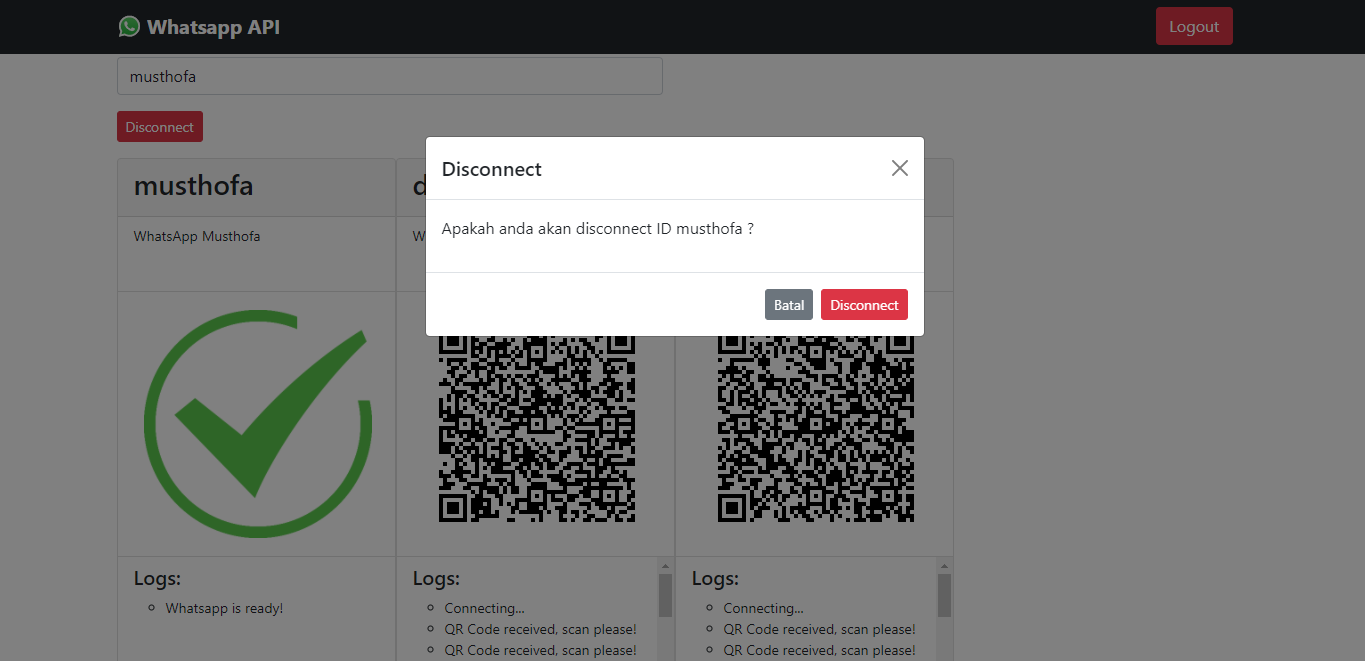 Whatsapp API
Logout
musthofa
Disconnect
Disconnect
Apakah anda akan disconnect ID musthofa ?
Batal
Disconnect
musthofa
WhatsApp Musthofa
Logs:
Whatsapp is ready!
Logs:
Connecting...
QR Code received, scan please!
QR Code received, scan please!
Logs:
Connecting...
QR Code received, scan please!
QR Code received, scan please!